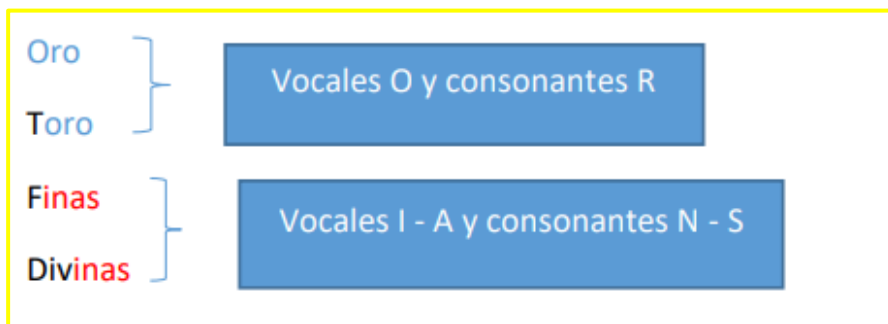 Oro
Vocales O y consonantes R
Toro
Finas
Vocales I - A y consonantes N - S
Divinas